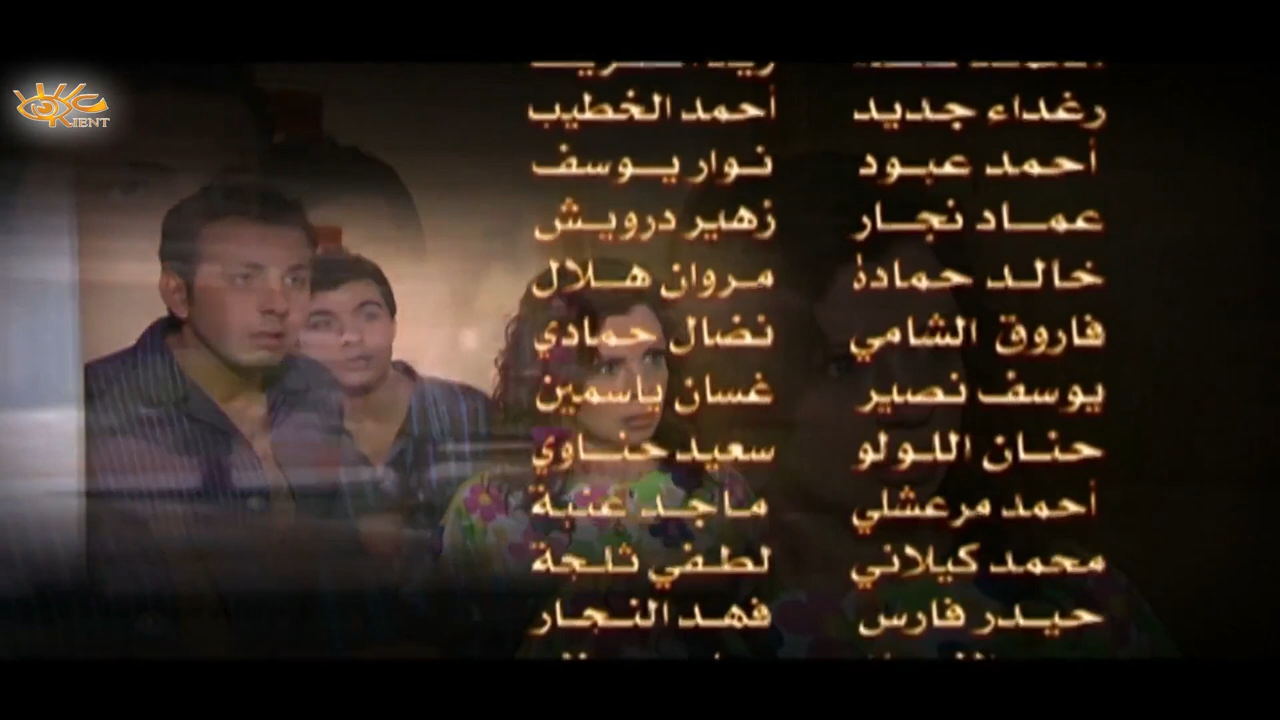 RIENT
رغداء جديد أحمد الخطيب
أحمد عبود نوار يوسف
عماد نجار زهير درويش
خالد حمادة مروان هلال
فاروق الشامي نضال حمادي
يوسف نصير غسان ياسمين
حنان اللولو سعيد حناوي
أحمد مرعشلي ماجد عنبة
محمد كيلاني لطفي ثلجة
حيدر فارس فهد النجار